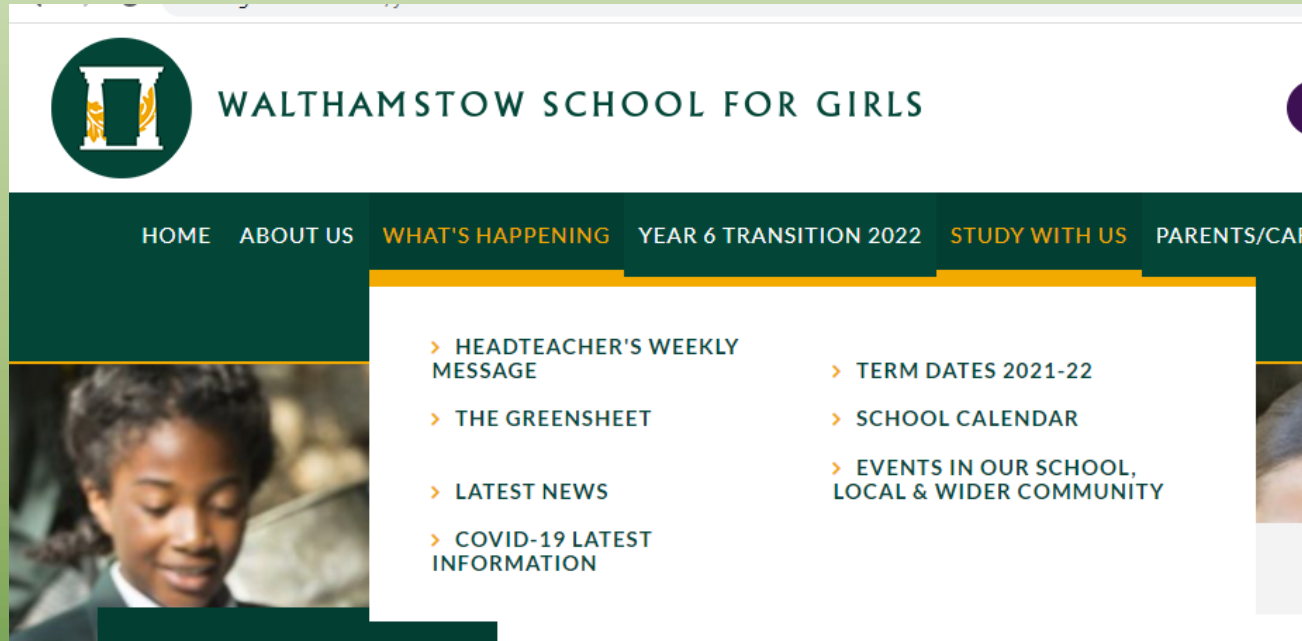 WALTHAMSTOW SCHOOL FOR GIRLS
HOME ABOUT US WHAT'S HAPPENING YEAR 6 TRANSITION 2022 STUDY WITH US
> HEADTEACHER'S WEEKLY
MESSAGE
> THE GREENSHEET
> LATEST NEWS
> COVID-19 LATEST
INFORMATION
> TERM DATES 2021-22
> SCHOOL CALENDAR
> EVENTS IN OUR SCHOOL,
LOCAL & WIDER COMMUNITY